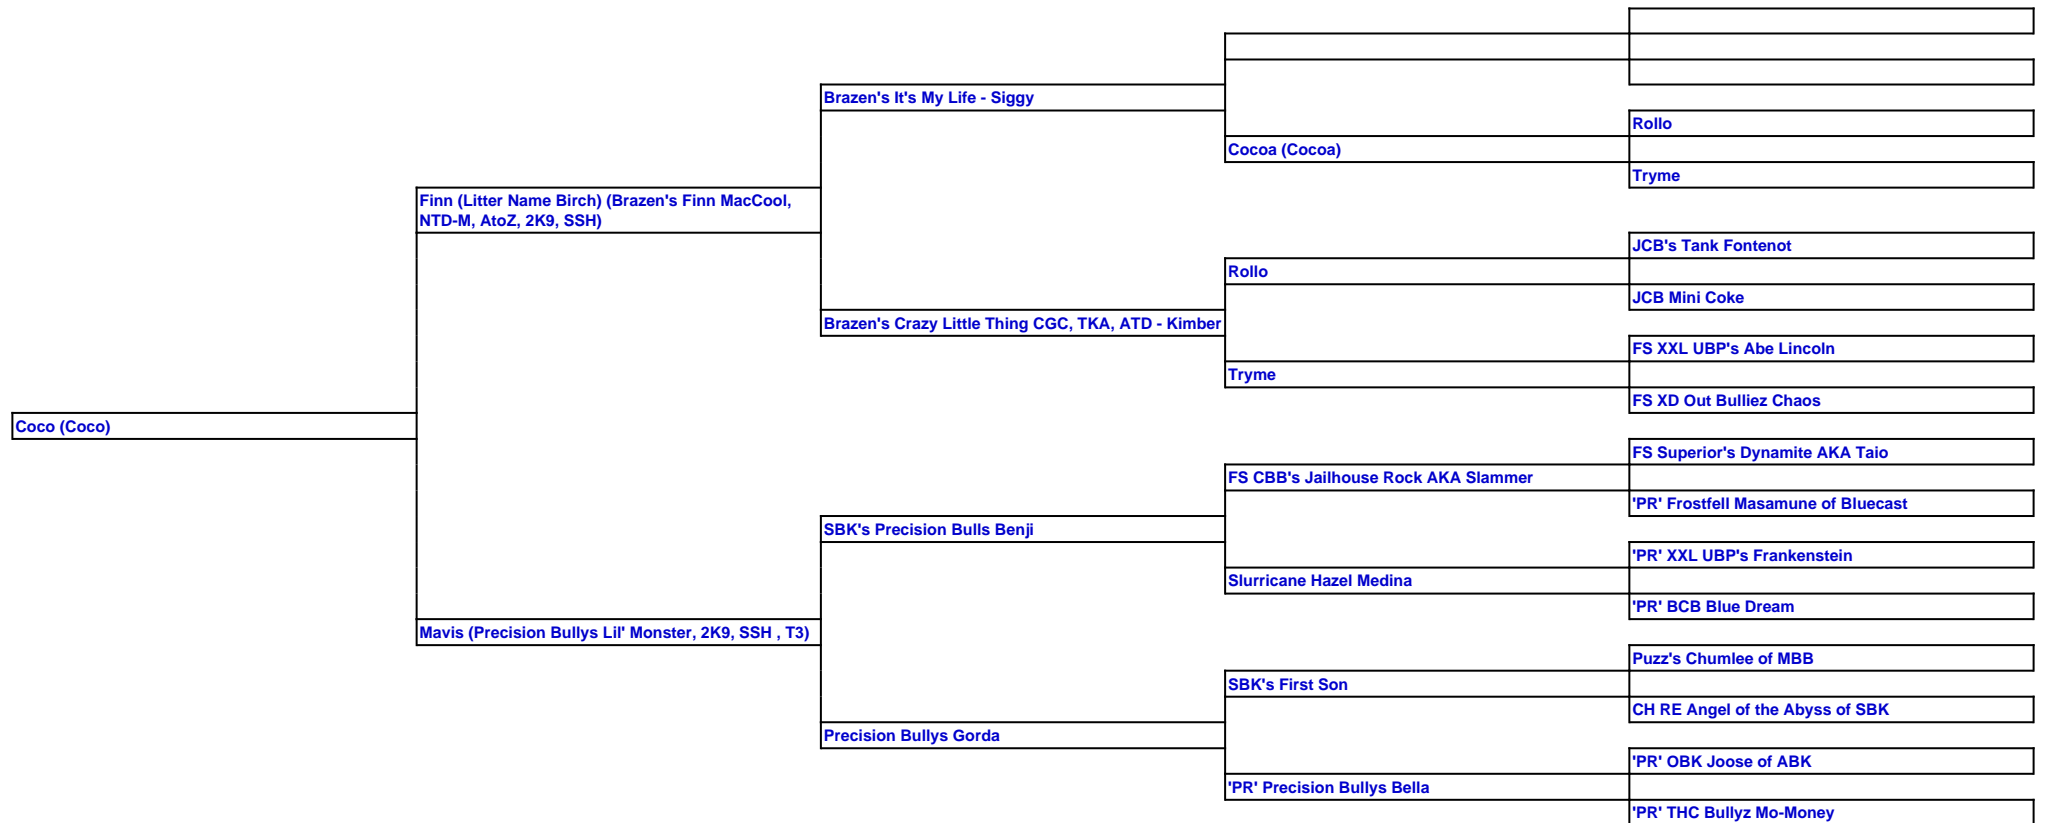 Brazen's It's My Life - Siggy
Rollo
Cocoa (Cocoa)
Tryme
Finn (Litter Name Birch) (Brazen's Finn MacCool,
NTD-M, AtoZ, 2K9, SSH)
JCB's Tank Fontenot
Rollo
JCB Mini Coke
Brazen's Crazy Little Thing CGC, TKA, ATD - Kimber
FS XXL UBP's Abe Lincoln
Tryme
FS XD Out Bulliez Chaos
Coco (Coco)
FS Superior's Dynamite AKA Taio
FS CBB's Jailhouse Rock AKA Slammer
'PR' Frostfell Masamune of Bluecast
SBK's Precision Bulls Benji
'PR' XXL UBP's Frankenstein
Slurricane Hazel Medina
'PR' BCB Blue Dream
Mavis (Precision Bullys Lil' Monster, 2K9, SSH , T3)
Puzz's Chumlee of MBB
SBK's First Son
CH RE Angel of the Abyss of SBK
Precision Bullys Gorda
'PR' OBK Joose of ABK
'PR' Precision Bullys Bella
'PR' THC Bullyz Mo-Money